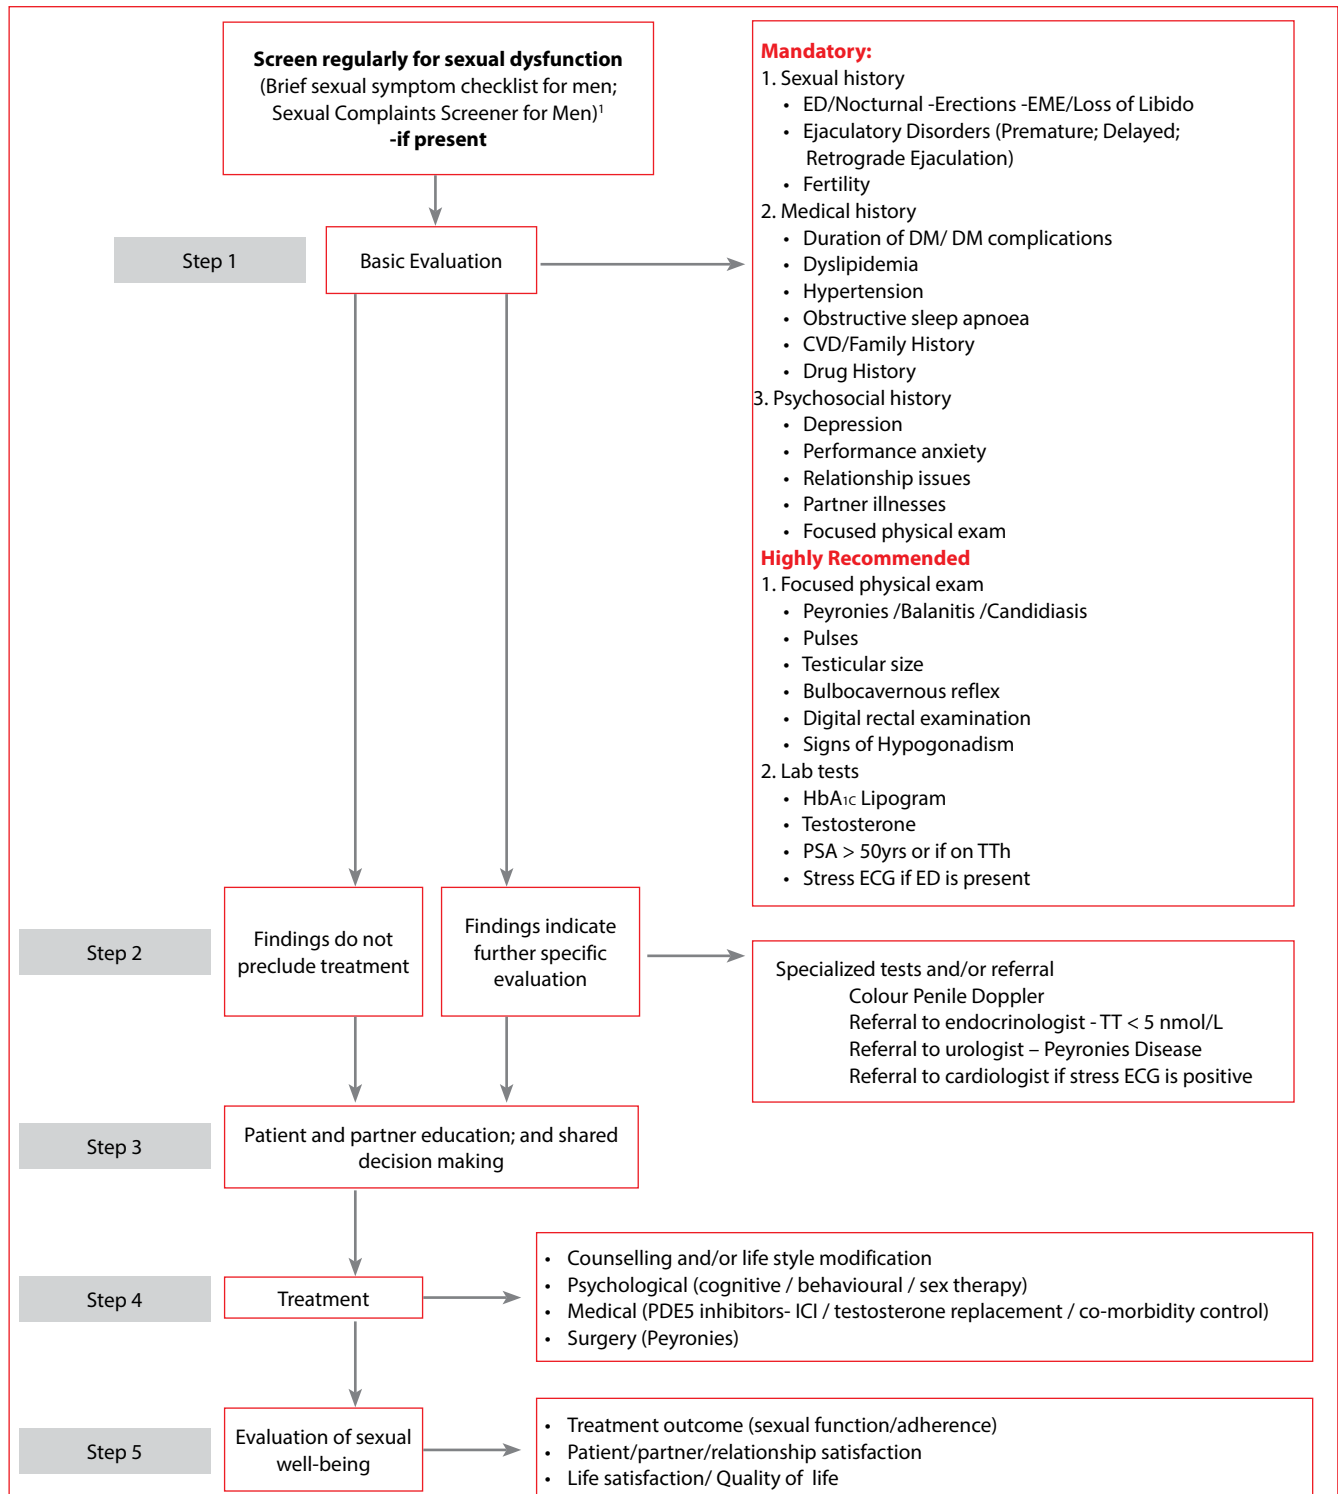 Screen regularly for sexual dysfunction
(Brief sexual symptom checklist for men;
Sexual Complaints Screener for Men)1
-if present
Step 1
Basic Evaluation
Mandatory:
1. Sexual history
• ED/Nocturnal -Erections -EME/Loss of Libido
• Ejaculatory Disorders (Premature; Delayed;
Retrograde Ejaculation)
• Fertility
2. Medical history
• Duration of DM/ DM complications
• Dyslipidemia
• Hypertension
• Obstructive sleep apnoea
• CVD/Family History
• Drug History
3. Psychosocial history
• Depression
• Performance anxiety
• Relationship issues
• Partner illnesses
• Focused physical exam
Highly Recommended
1. Focused physical exam
• Peyronies /Balanitis /Candidiasis
• Pulses
• Testicular size
• Bulbocavernous reflex
• Digital rectal examination
• Signs of Hypogonadism
2. Lab tests
• HbA1C Lipogram
• Testosterone
• PSA > 50yrs or if on TTh
• Stress ECG if ED is present
Step 2
Findings do not
preclude treatment
Findings indicate
further specific
evaluation
Specialized tests and/or referral
Colour Penile Doppler
Referral to endocrinologist - TT < 5 nmol/L
Referral to urologist – Peyronies Disease
Referral to cardiologist if stress ECG is positive
Step 3
Patient and partner education; and shared
decision making
Step 4
Treatment
• Counselling and/or life style modification
• Psychological (cognitive / behavioural / sex therapy)
• Medical (PDE5 inhibitors- ICI / testosterone replacement / co-morbidity control)
• Surgery (Peyronies)
Step 5
Evaluation of sexual
well-being
• Treatment outcome (sexual function/adherence)
• Patient/partner/relationship satisfaction
• Life satisfaction/ Quality of life